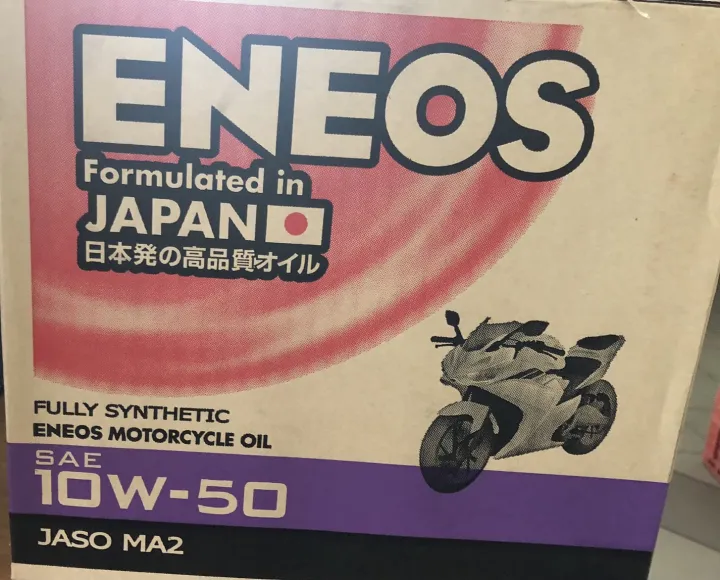 ENEOS
Formulated in
JAPAN
日本発の高品質オイル
FULLY SYNTHETIC
ENEOS MOTORCYCLE OIL
SAE
10W-50
JASO MA2